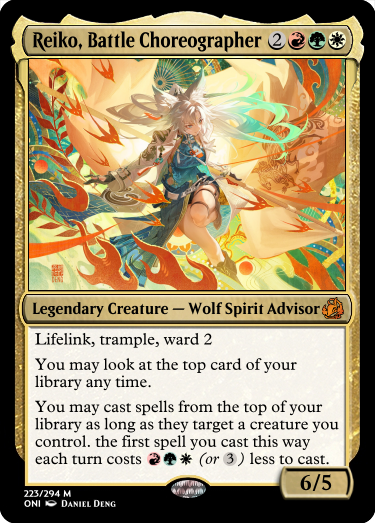 Reiko, Battle Choreographer 2
Legendary Creature — Wolf Spirit Advisor
Lifelink, trample, ward 2
You may look at the top card of your
library any time.
You may cast spells from the top of your
library as long as they target a creature you
control. the first spell you cast this way
each turn costs (or 3) less to cast.
6/5
223/294 M
ONI DANIEL DENG